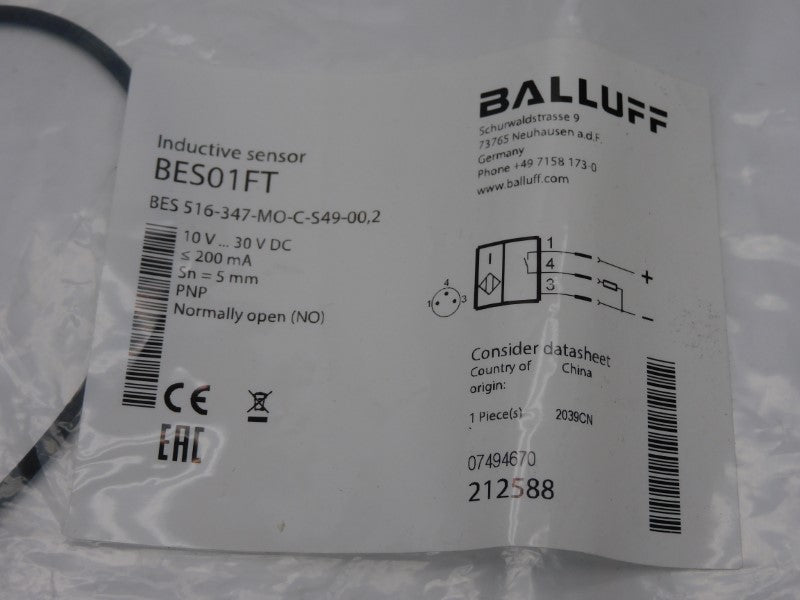 BALLUFF
Schurwaldstrasse 9
73765 Neuhausen a.d.F.
Germany
Phone +49 7158 173-0
www.balluff.com
Inductive sensor
BES01FT
BES 516-347-MO-C-S49-00,2
10 V ... 30 V DC
≤ 200 mA
Sn = 5 mm
PNP
Normally open (NO)
1
4
3
+
−
4
1
3
Consider datasheet
Country of origin: China
1 Piece(s) 2039CN
07494670
212588
CE
EAC